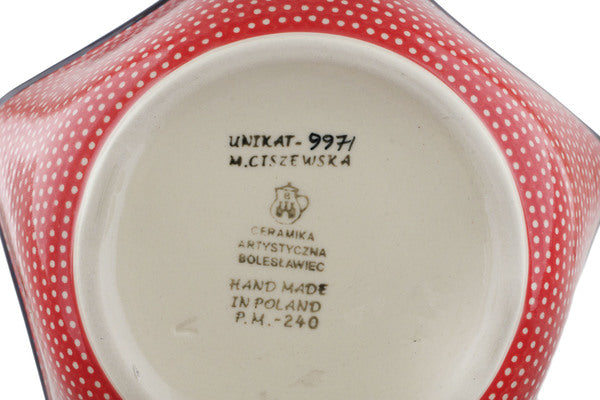 UNIKAT-9971
M.CISZEWSKA
B
CERAMIKA
ARTYSTYCZNA
BOLESŁAWIEC
HAND MADE
IN POLAND
P.M.-240